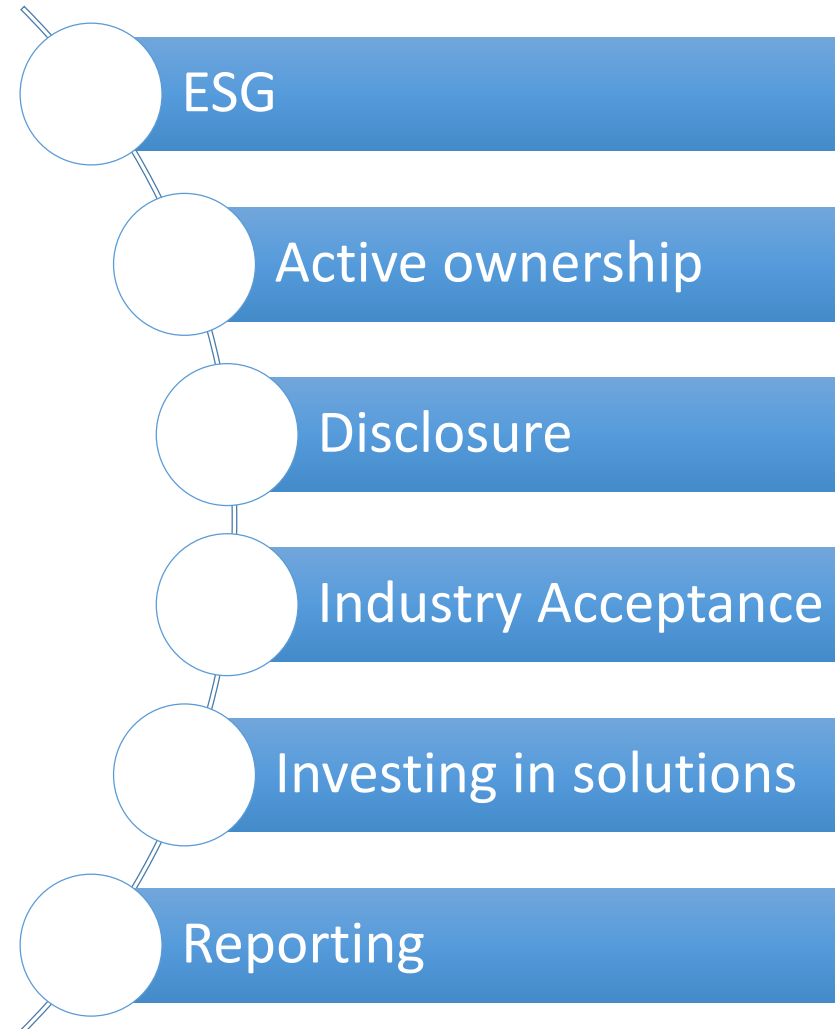 ESG
Active ownership
Disclosure
Industry Acceptance
Investing in solutions
Reporting